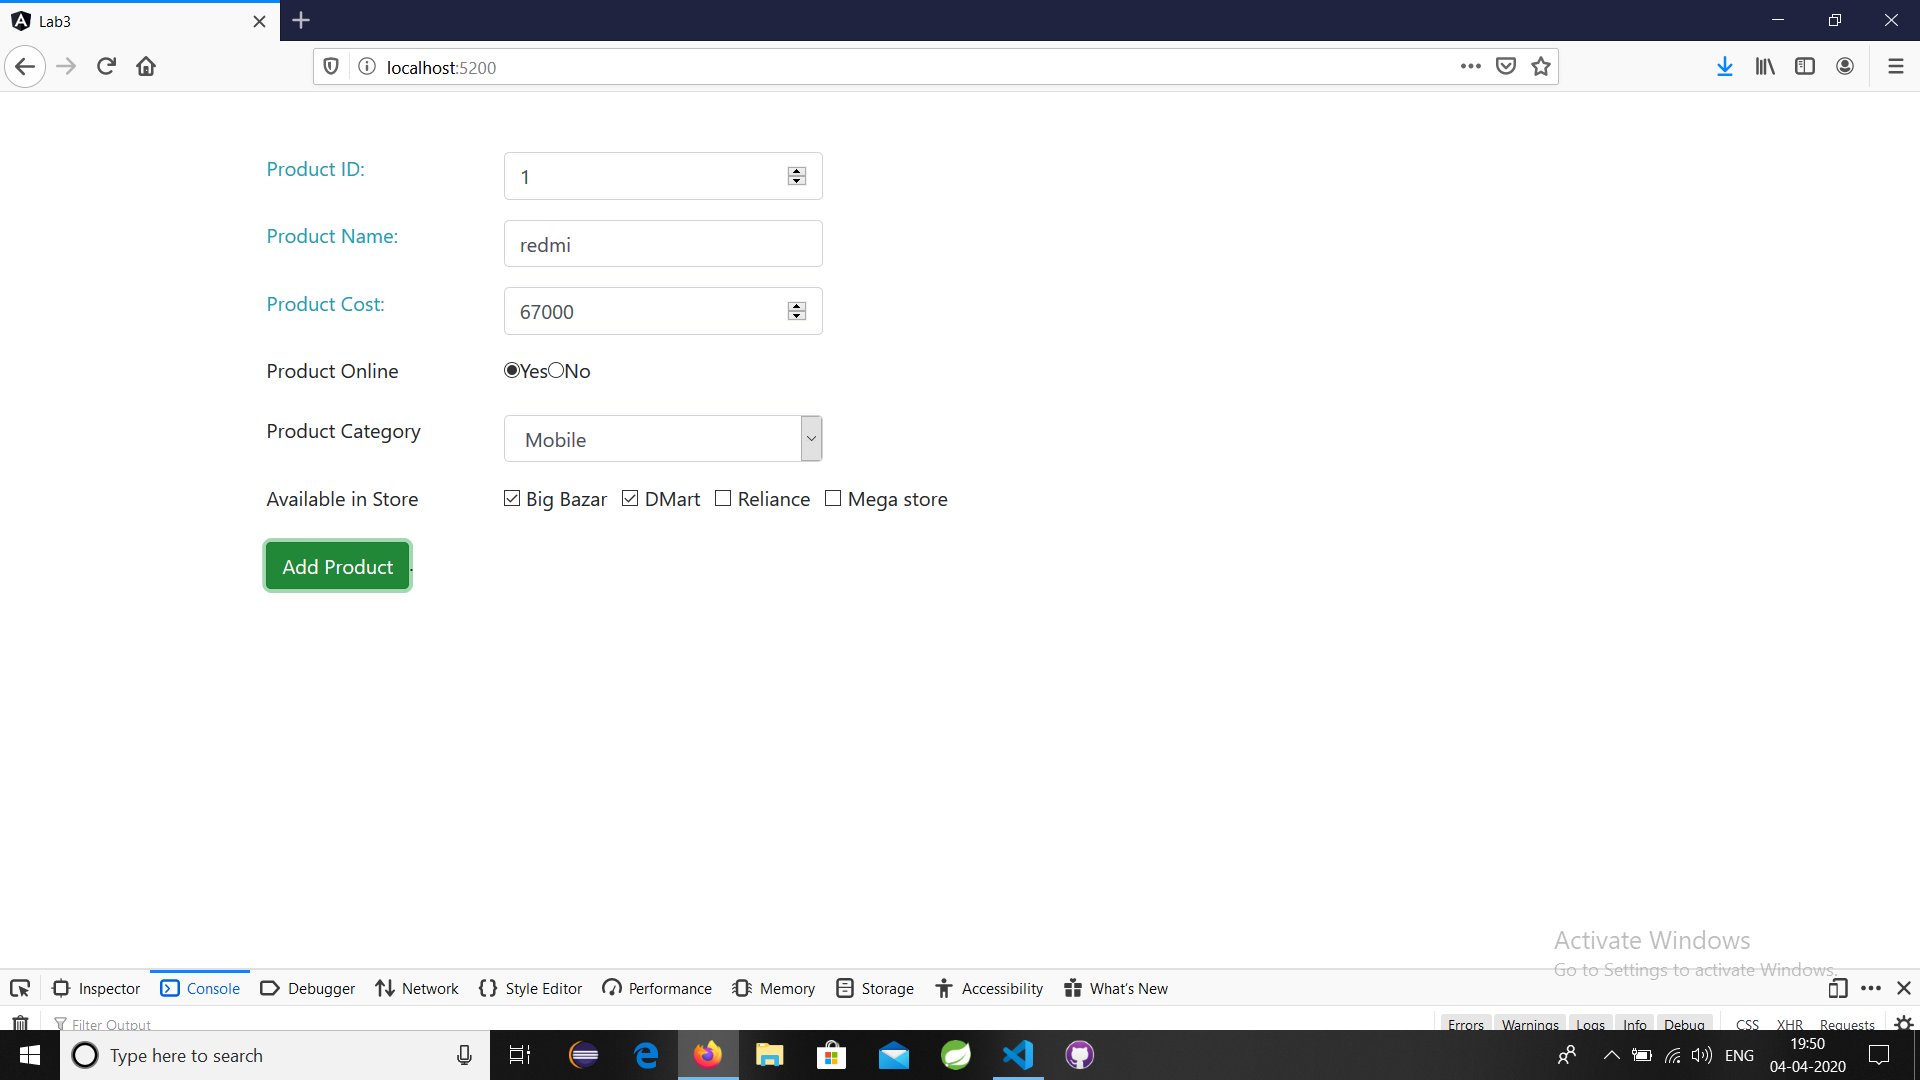 Lab3
localhost:5200
Product ID:
1
Product Name:
redmi
Product Cost:
67000
Product Online
Yes No
Product Category
Mobile
Available in Store
Big Bazar DMart Reliance Mega store
Add Product .
Activate Windows
Go to Settings to activate Windows.
Inspector Console Debugger Network Style Editor Performance Memory Storage Accessibility What's New
Filter Output Errors Warnings Logs Info Debug CSS XHR Requests
Type here to search
ENG
19:50
04-04-2020